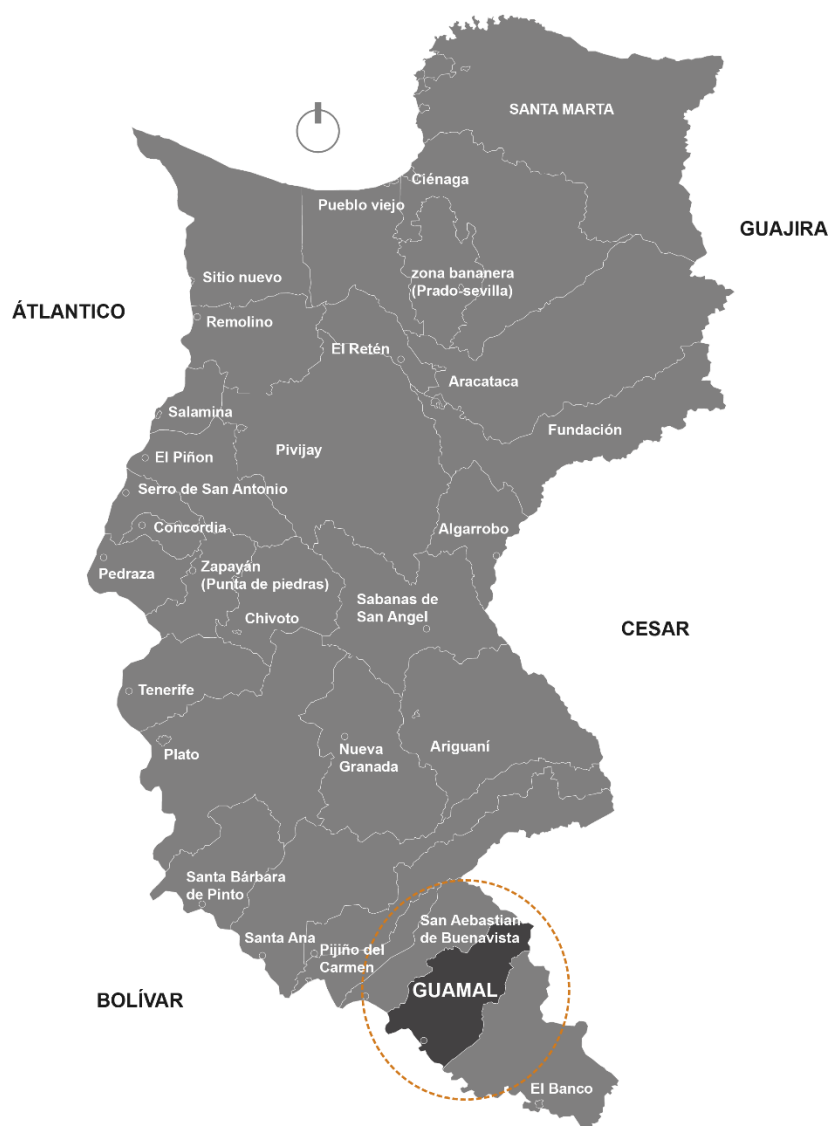 SANTA MARTA
Ciénaga
Pueblo viejo
GUAJIRA
zona bananera
(Prado-sevilla)
Sitio nuevo
ÁTLANTICO
Remolino
El Retén
Aracataca
Salamina
Fundación
Pivijay
El Piñon
Serro de San Antonio
Concordia
Algarrobo
Zapayán
(Punta de piedras)
Pedraza
Sabanas de
San Angel
Chivoto
CESAR
Tenerife
Plato
Nueva
Granada
Ariguaní
Santa Bárbara
de Pinto
San Aebastian
de Buenavista
Santa Ana
Pijiño del
Carmen
GUAMAL
BOLÍVAR
El Banco